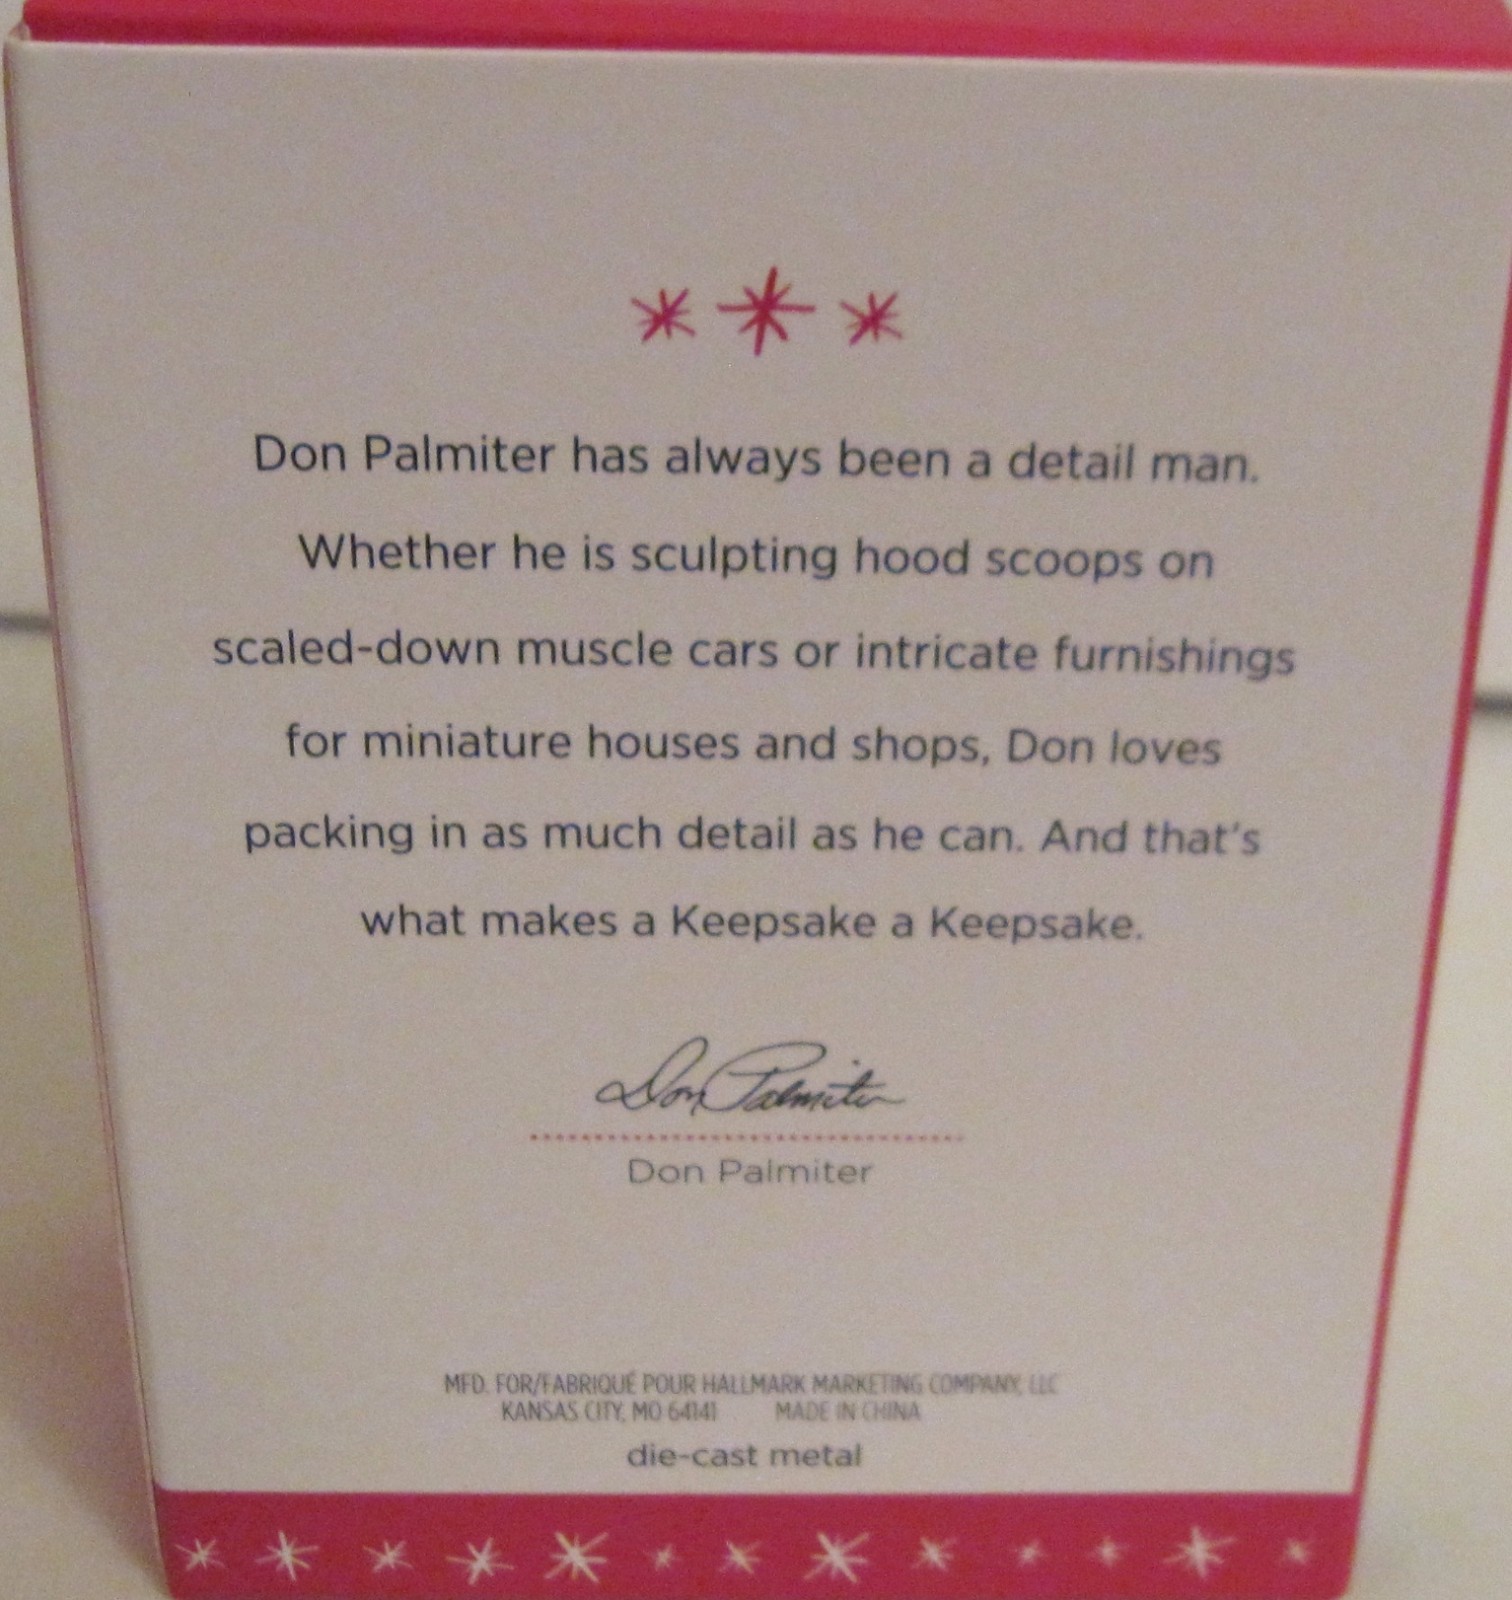 Don Palmiter has always been a detail man.
Whether he is sculpting hood scoops on
scaled-down muscle cars or intricate furnishings
for miniature houses and shops, Don loves
packing in as much detail as he can. And that's
what makes a Keepsake a Keepsake.
Don Palmiter
Don Palmiter
MFD. FOR/FABRIQUÉ POUR HALLMARK MARKETING COMPANY, LLC
KANSAS CITY, MO 64141 MADE IN CHINA
die-cast metal